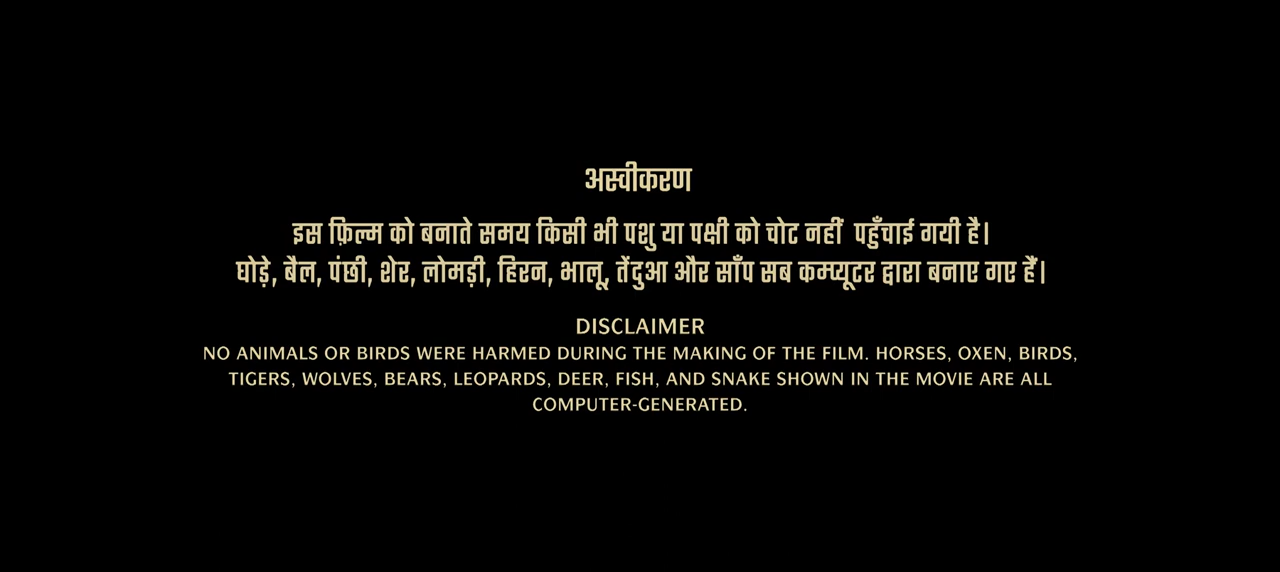 अस्वीकरण
इस फ़िल्म को बनाते समय किसी भी पशु या पक्षी को चोट नहीं पहुँचाई गयी है।
घोड़े, बैल, पंछी, शेर, लोमड़ी, हिरन, भालू, तेंदुआ और साँप सब कम्प्यूटर द्वारा बनाए गए हैं।
DISCLAIMER
NO ANIMALS OR BIRDS WERE HARMED DURING THE MAKING OF THE FILM. HORSES, OXEN, BIRDS,
TIGERS, WOLVES, BEARS, LEOPARDS, DEER, FISH, AND SNAKE SHOWN IN THE MOVIE ARE ALL
COMPUTER-GENERATED.